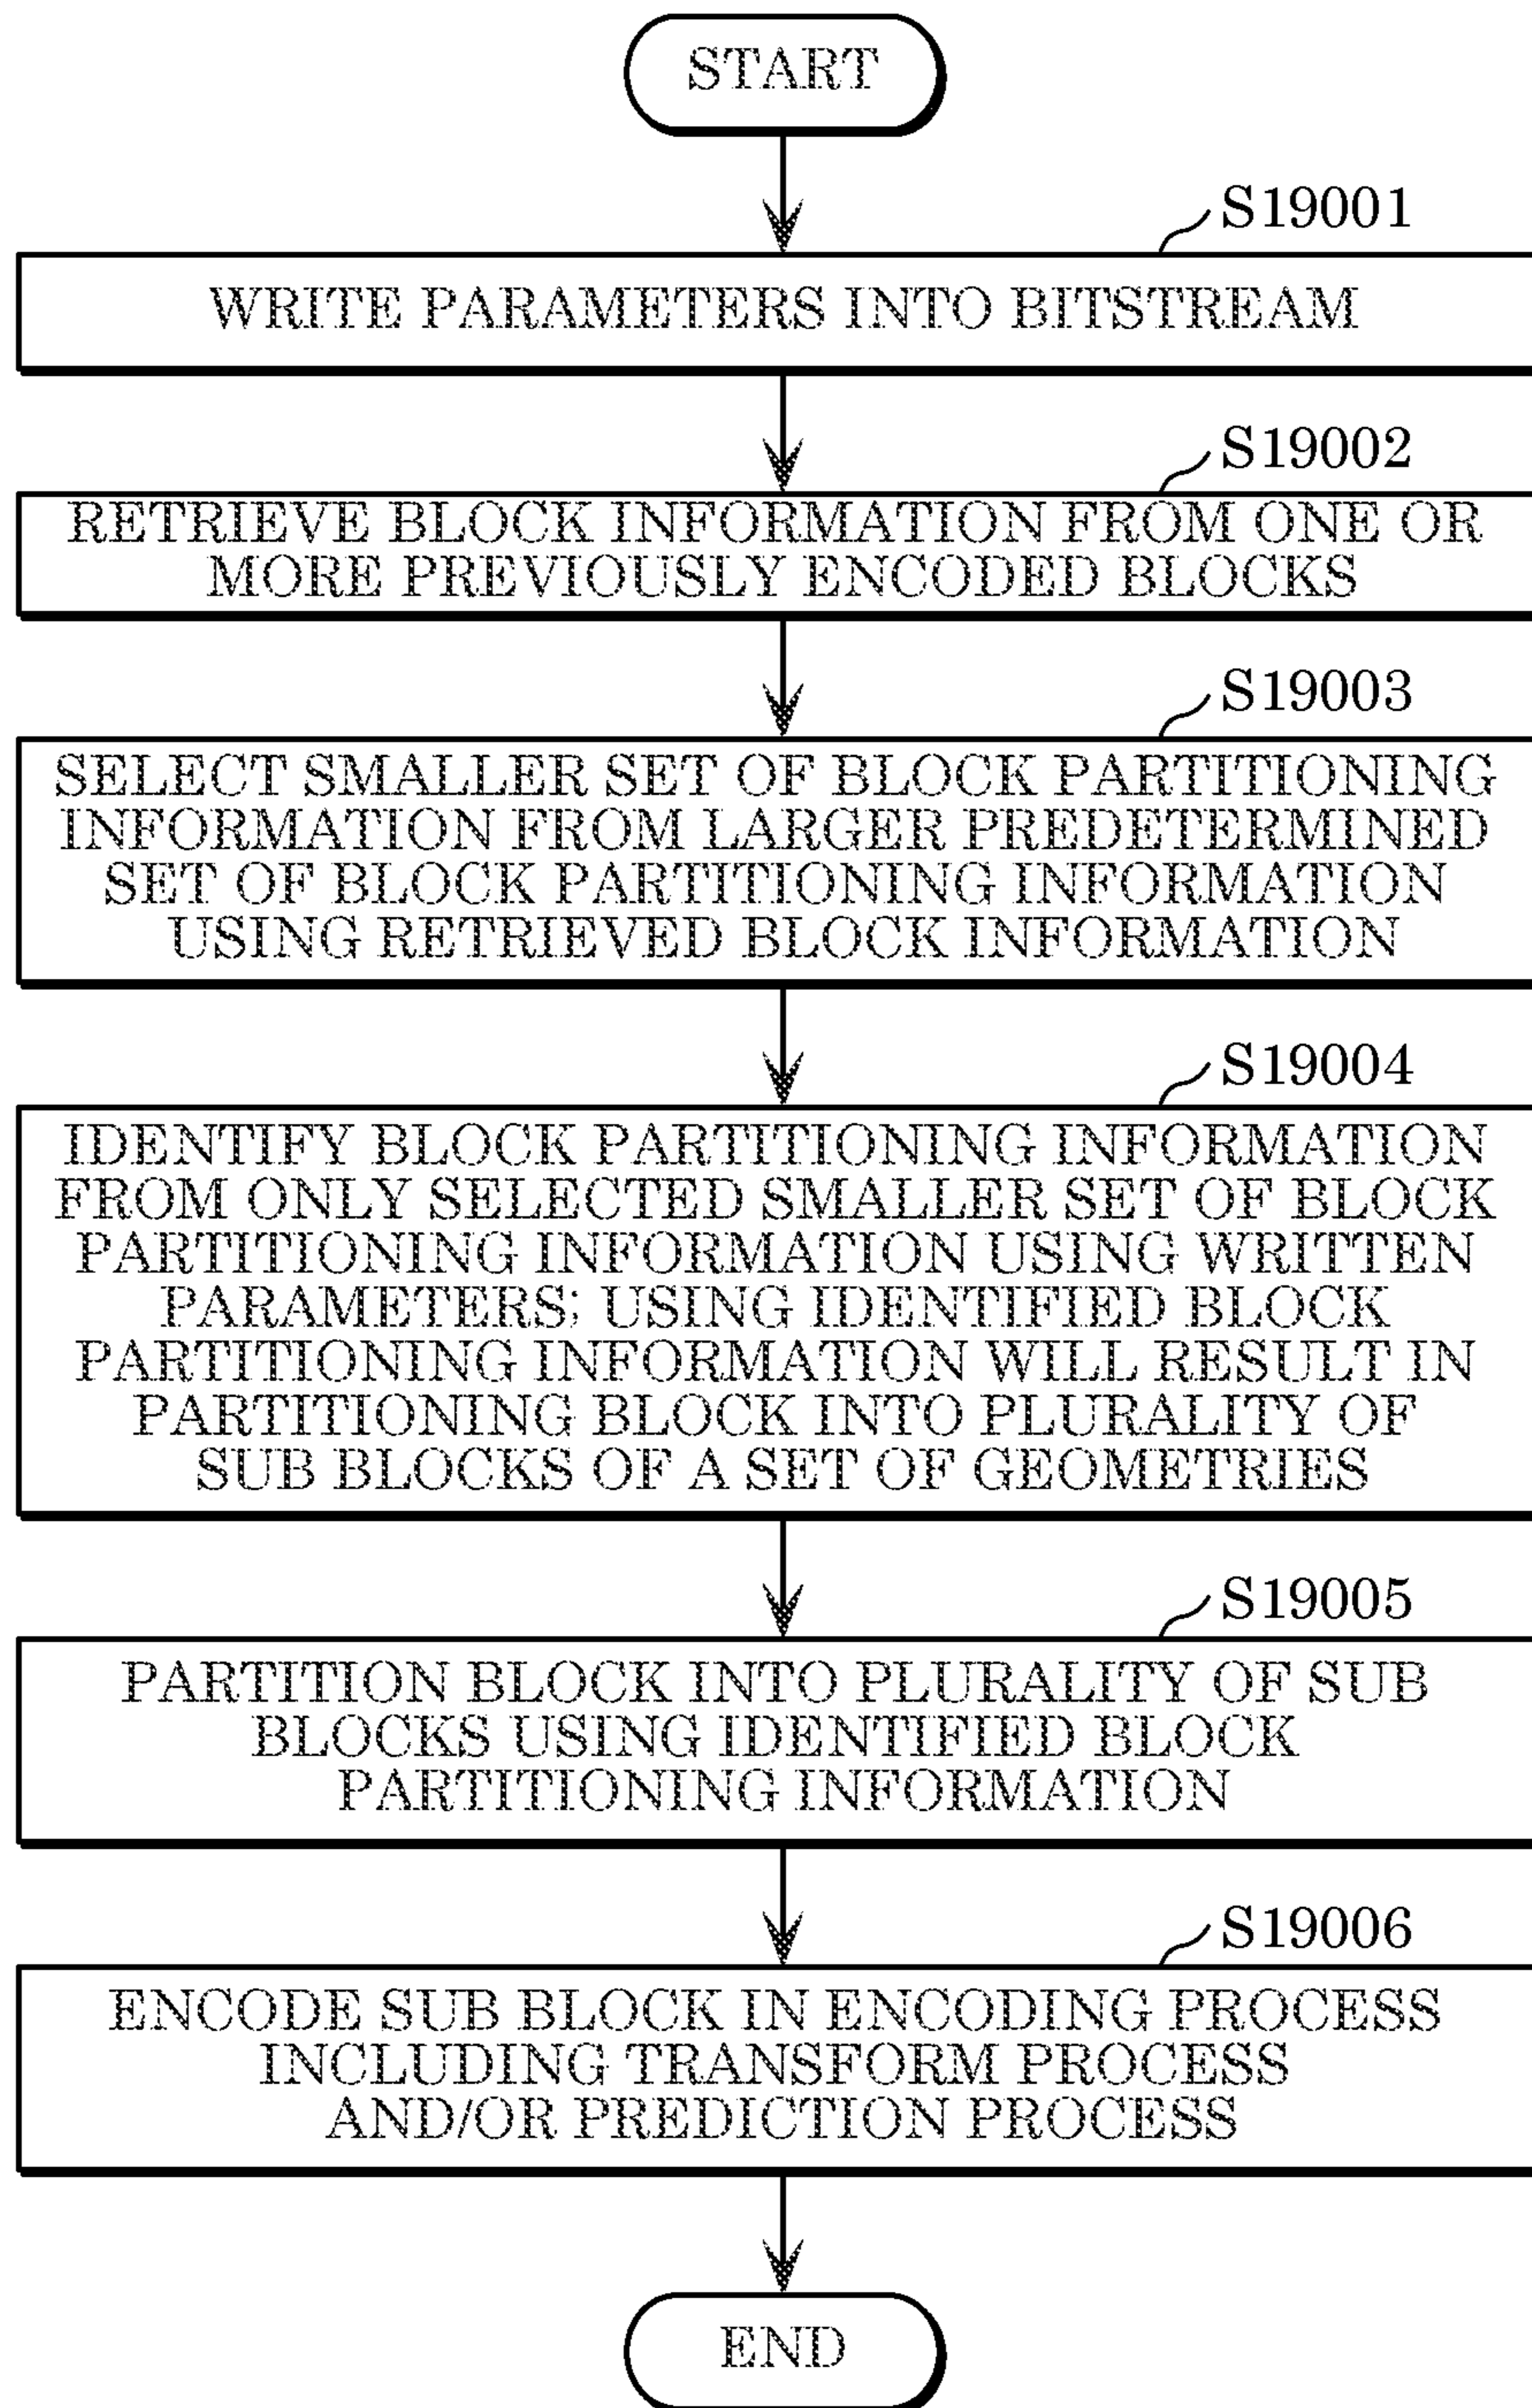 START
S19001
WRITE PARAMETERS INTO BITSTREAM
S19002
RETRIEVE BLOCK INFORMATION FROM ONE OR
MORE PREVIOUSLY ENCODED BLOCKS
S19003
SELECT SMALLER SET OF BLOCK PARTITIONING
INFORMATION FROM LARGER PREDETERMINED
SET OF BLOCK PARTITIONING INFORMATION
USING RETRIEVED BLOCK INFORMATION
S19004
IDENTIFY BLOCK PARTITIONING INFORMATION
FROM ONLY SELECTED SMALLER SET OF BLOCK
PARTITIONING INFORMATION USING WRITTEN
PARAMETERS; USING IDENTIFIED BLOCK
PARTITIONING INFORMATION WILL RESULT IN
PARTITIONING BLOCK INTO PLURALITY OF
SUB BLOCKS OF A SET OF GEOMETRIES
S19005
PARTITION BLOCK INTO PLURALITY OF SUB
BLOCKS USING IDENTIFIED BLOCK
PARTITIONING INFORMATION
S19006
ENCODE SUB BLOCK IN ENCODING PROCESS
INCLUDING TRANSFORM PROCESS
AND/OR PREDICTION PROCESS
END